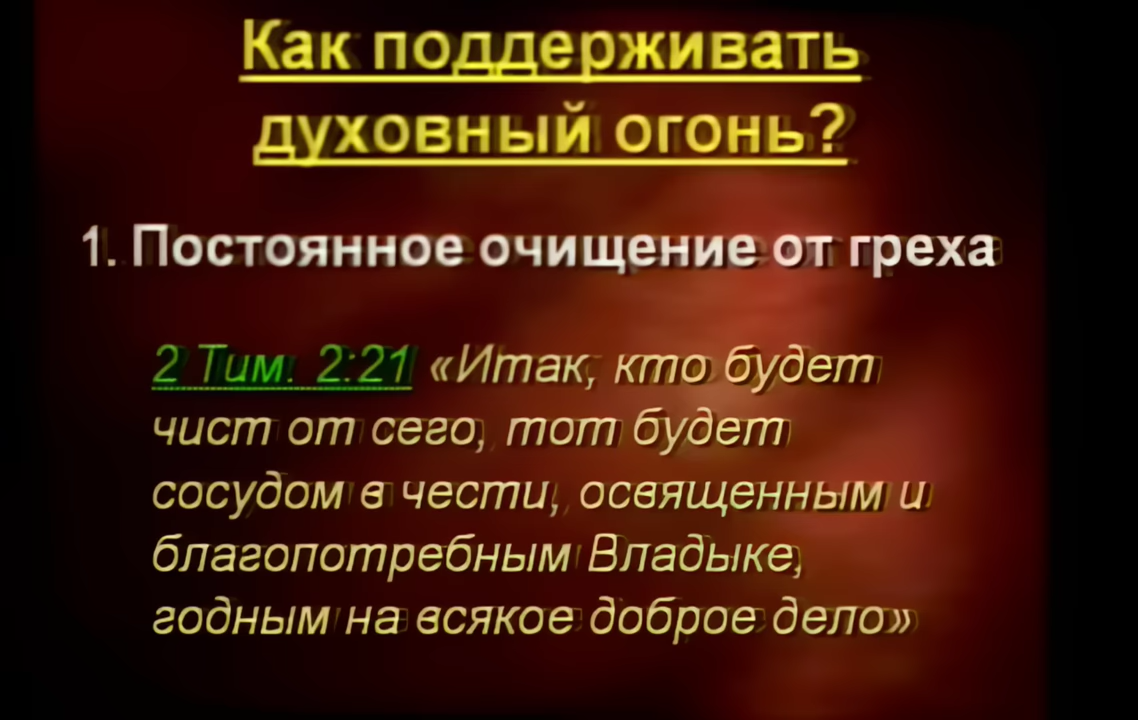 Как поддерживать
духовный огонь?
1. Постоянное очищение от греха
2 Тим. 2:21 «Итак, кто будет
чист от сего, тот будет
сосудом в чести, освященным и
благопотребным Владыке,
годным на всякое доброе дело»